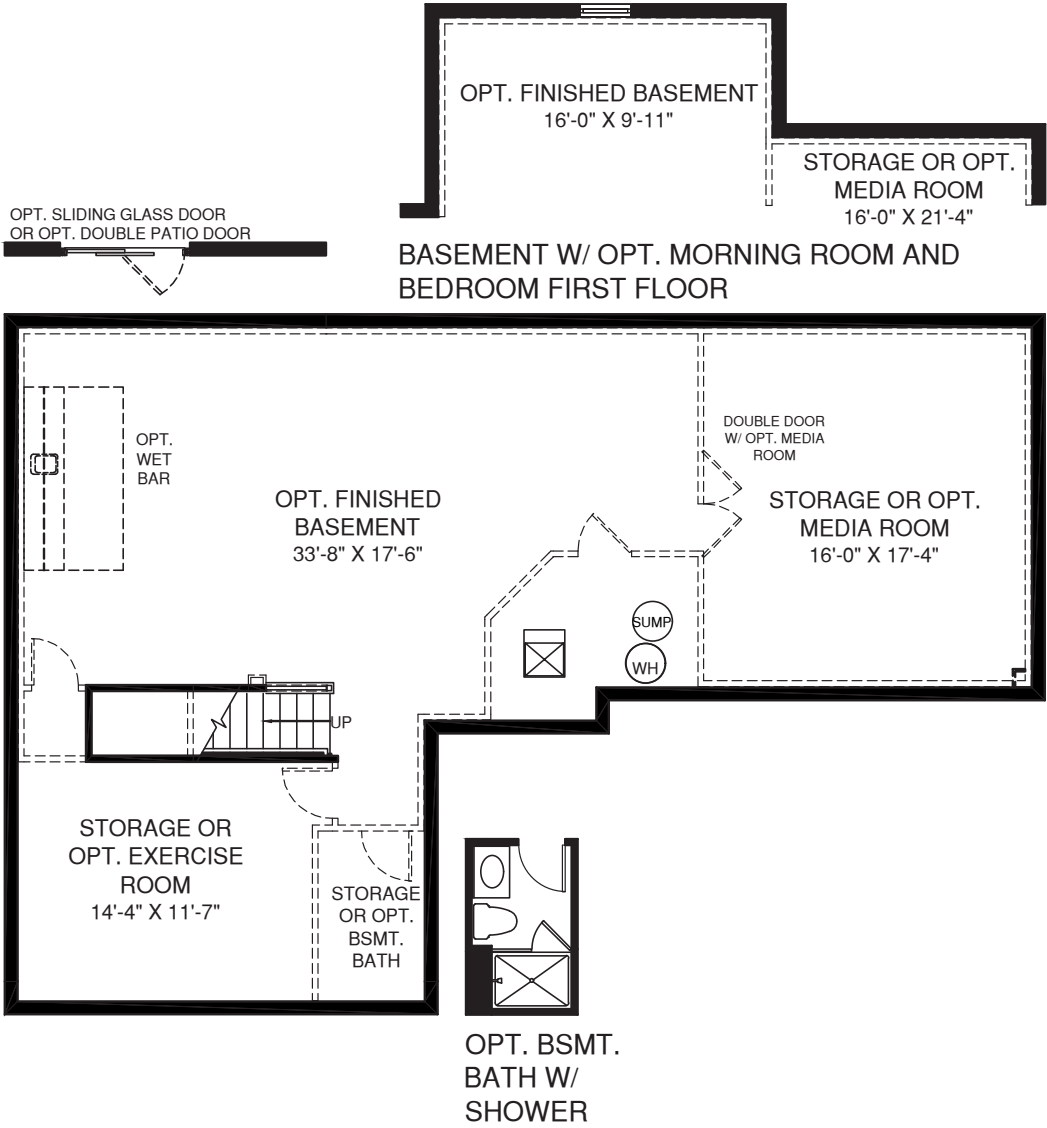 OPT. FINISHED BASEMENT
16'-0" X 9'-11"
STORAGE OR OPT.
MEDIA ROOM
16'-0" X 21'-4"
OPT. SLIDING GLASS DOOR
OR OPT. DOUBLE PATIO DOOR
BASEMENT W/ OPT. MORNING ROOM AND
BEDROOM FIRST FLOOR
OPT.
WET
BAR
OPT. FINISHED
BASEMENT
33'-8" X 17'-6"
DOUBLE DOOR
W/ OPT. MEDIA
ROOM
STORAGE OR OPT.
MEDIA ROOM
16'-0" X 17'-4"
SUMP
WH
UP
STORAGE OR
OPT. EXERCISE
ROOM
14'-4" X 11'-7"
STORAGE
OR OPT.
BSMT.
BATH
OPT. BSMT.
BATH W/
SHOWER